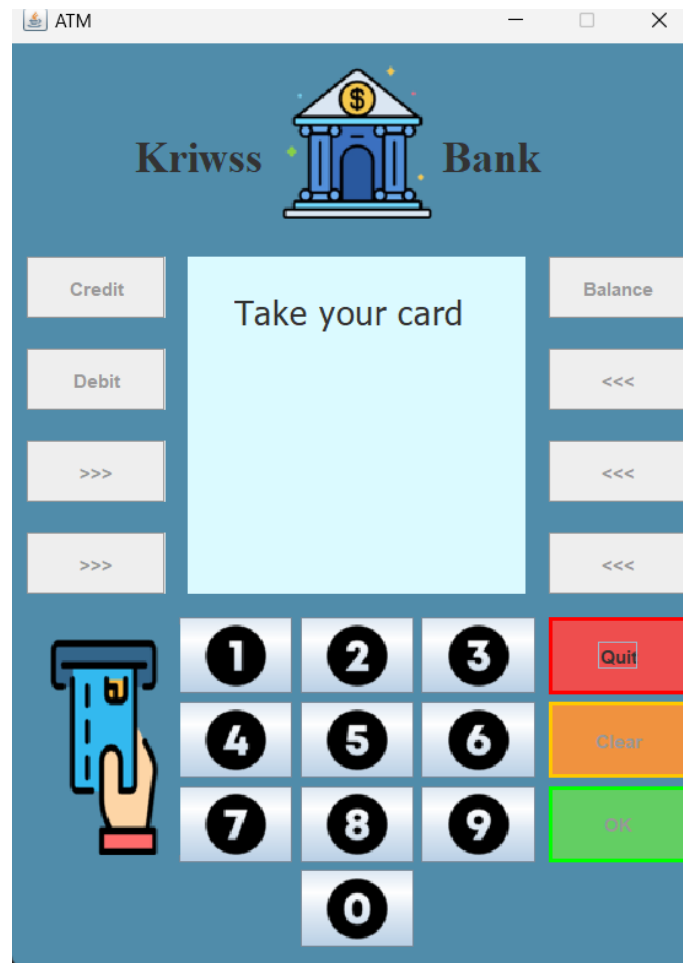 ATM
Kriwss Bank
Credit
Take your card
Balance
Debit
<<<
>>>
<<<
>>>
<<<
1 2 3 Quit
4 5 6 Clear
7 8 9 OK
0